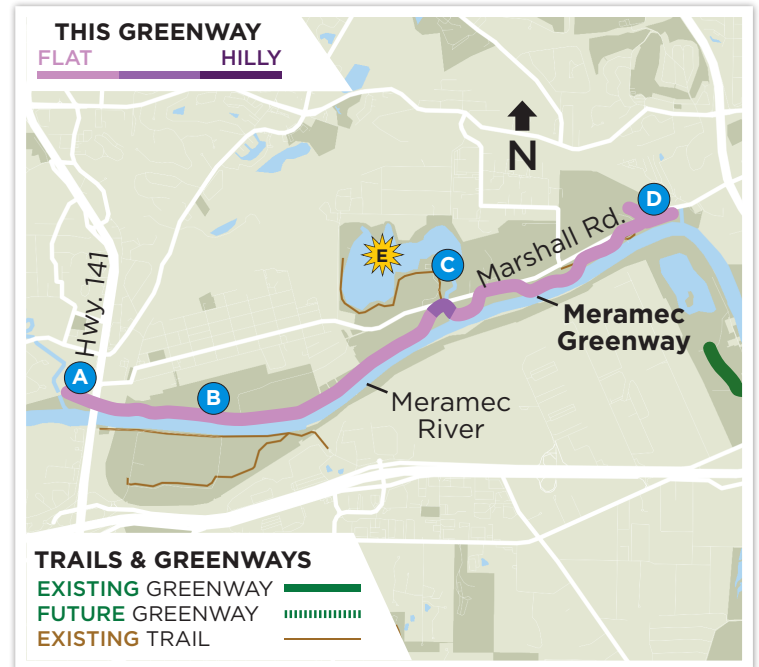 THIS GREENWAY
FLAT HILLY
N
D
Marshall Rd.
E
C
Hwy. 141
Meramec
Greenway
A
B
Meramec
River
TRAILS & GREENWAYS
EXISTING GREENWAY
FUTURE GREENWAY
EXISTING TRAIL